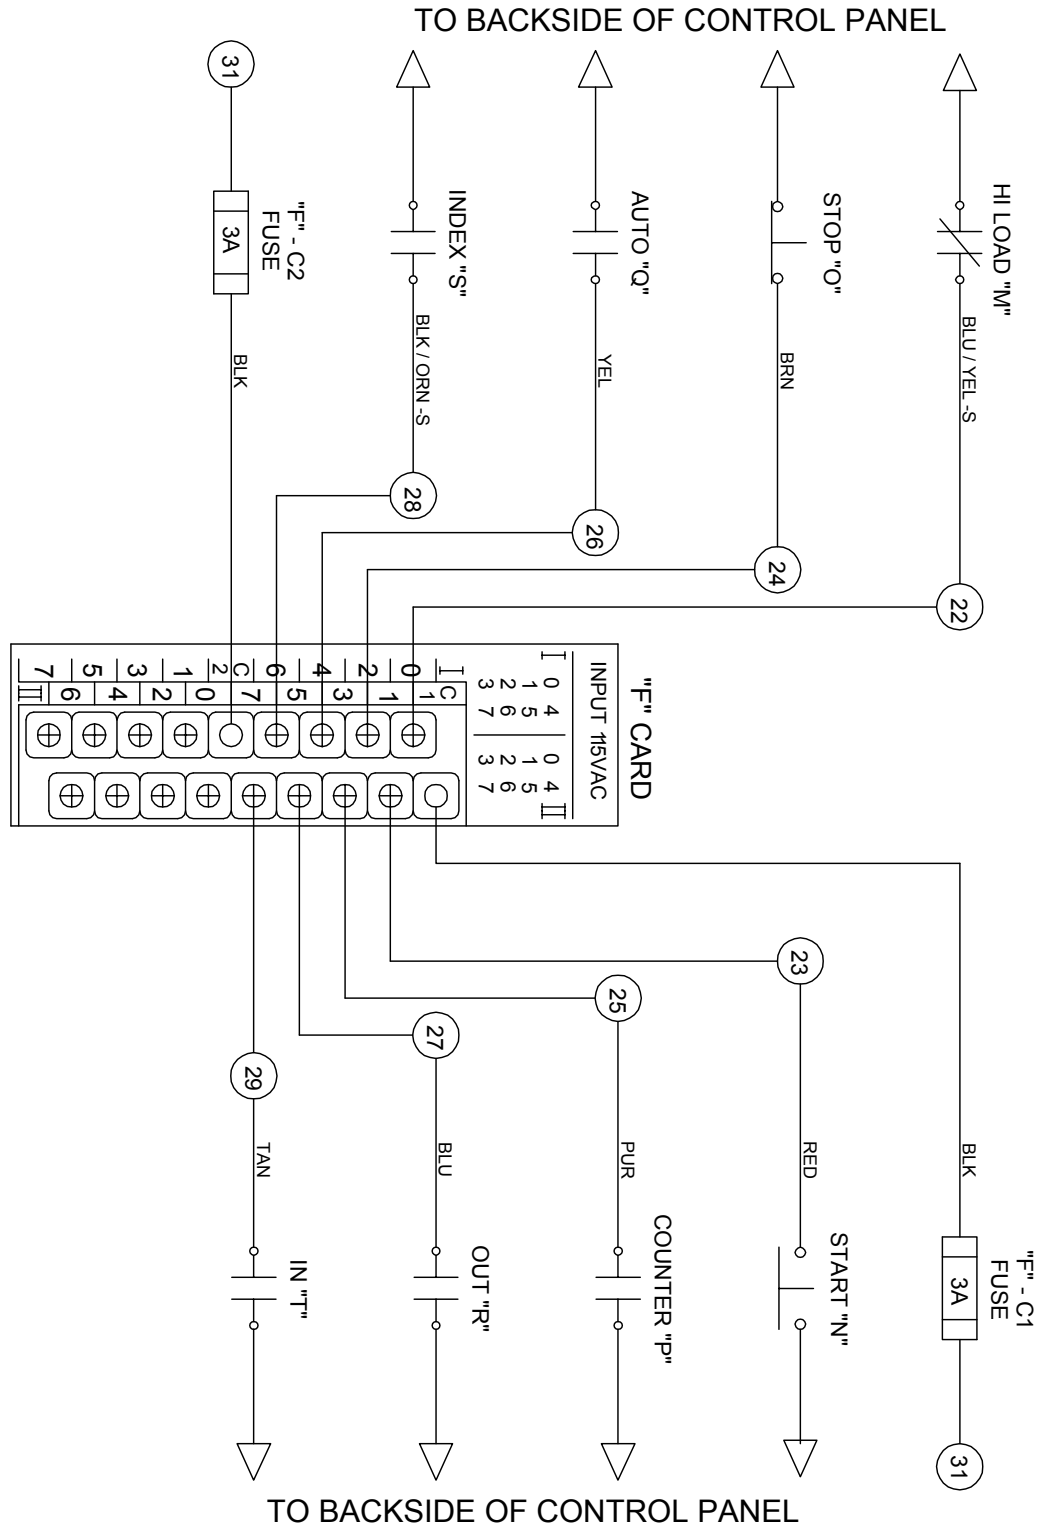 TO BACKSIDE OF CONTROL PANEL
31
"F" - C2
FUSE
3A
BLK
INDEX "S"
BLK / ORN -S
28
AUTO "Q"
YEL
26
STOP "O"
BRN
24
HI LOAD "M"
BLU / YEL -S
22
"F" CARD
INPUT 115VAC
I 0 4 0 4 II
1 5 1 5
2 6 2 6
3 7 3 7
I 0 2 4 6 C2 1 3 5 7
C1 1 3 5 7 0 2 4 6 II
23
RED
START "N"
25
PUR
COUNTER "P"
27
BLU
OUT "R"
29
TAN
IN "T"
BLK
"F" - C1
FUSE
3A
31
TO BACKSIDE OF CONTROL PANEL